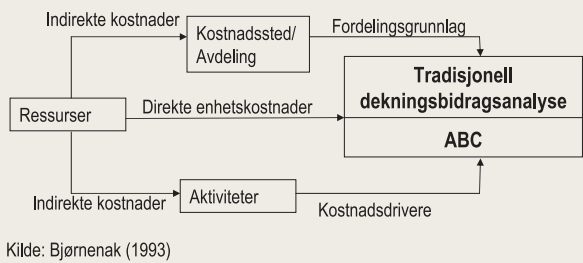 Indirekte kostnader
Kostnadssted/
Avdeling
Fordelingsgrunnlag
Tradisjonell
dekningsbidragsanalyse
Ressurser
Direkte enhetskostnader
ABC
Indirekte kostnader
Aktiviteter
Kostnadsdrivere
Kilde: Bjørnenak (1993)